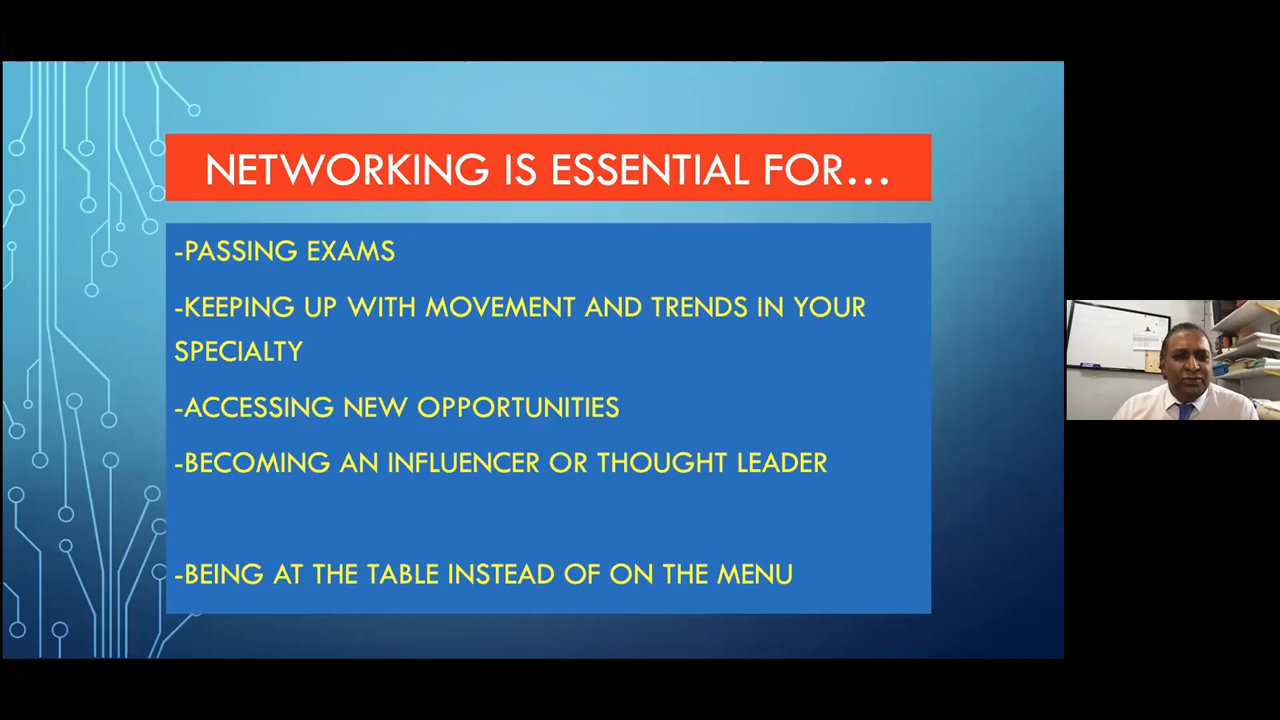 NETWORKING IS ESSENTIAL FOR...
-PASSING EXAMS
-KEEPING UP WITH MOVEMENT AND TRENDS IN YOUR
SPECIALTY
-ACCESSING NEW OPPORTUNITIES
-BECOMING AN INFLUENCER OR THOUGHT LEADER
-BEING AT THE TABLE INSTEAD OF ON THE MENU